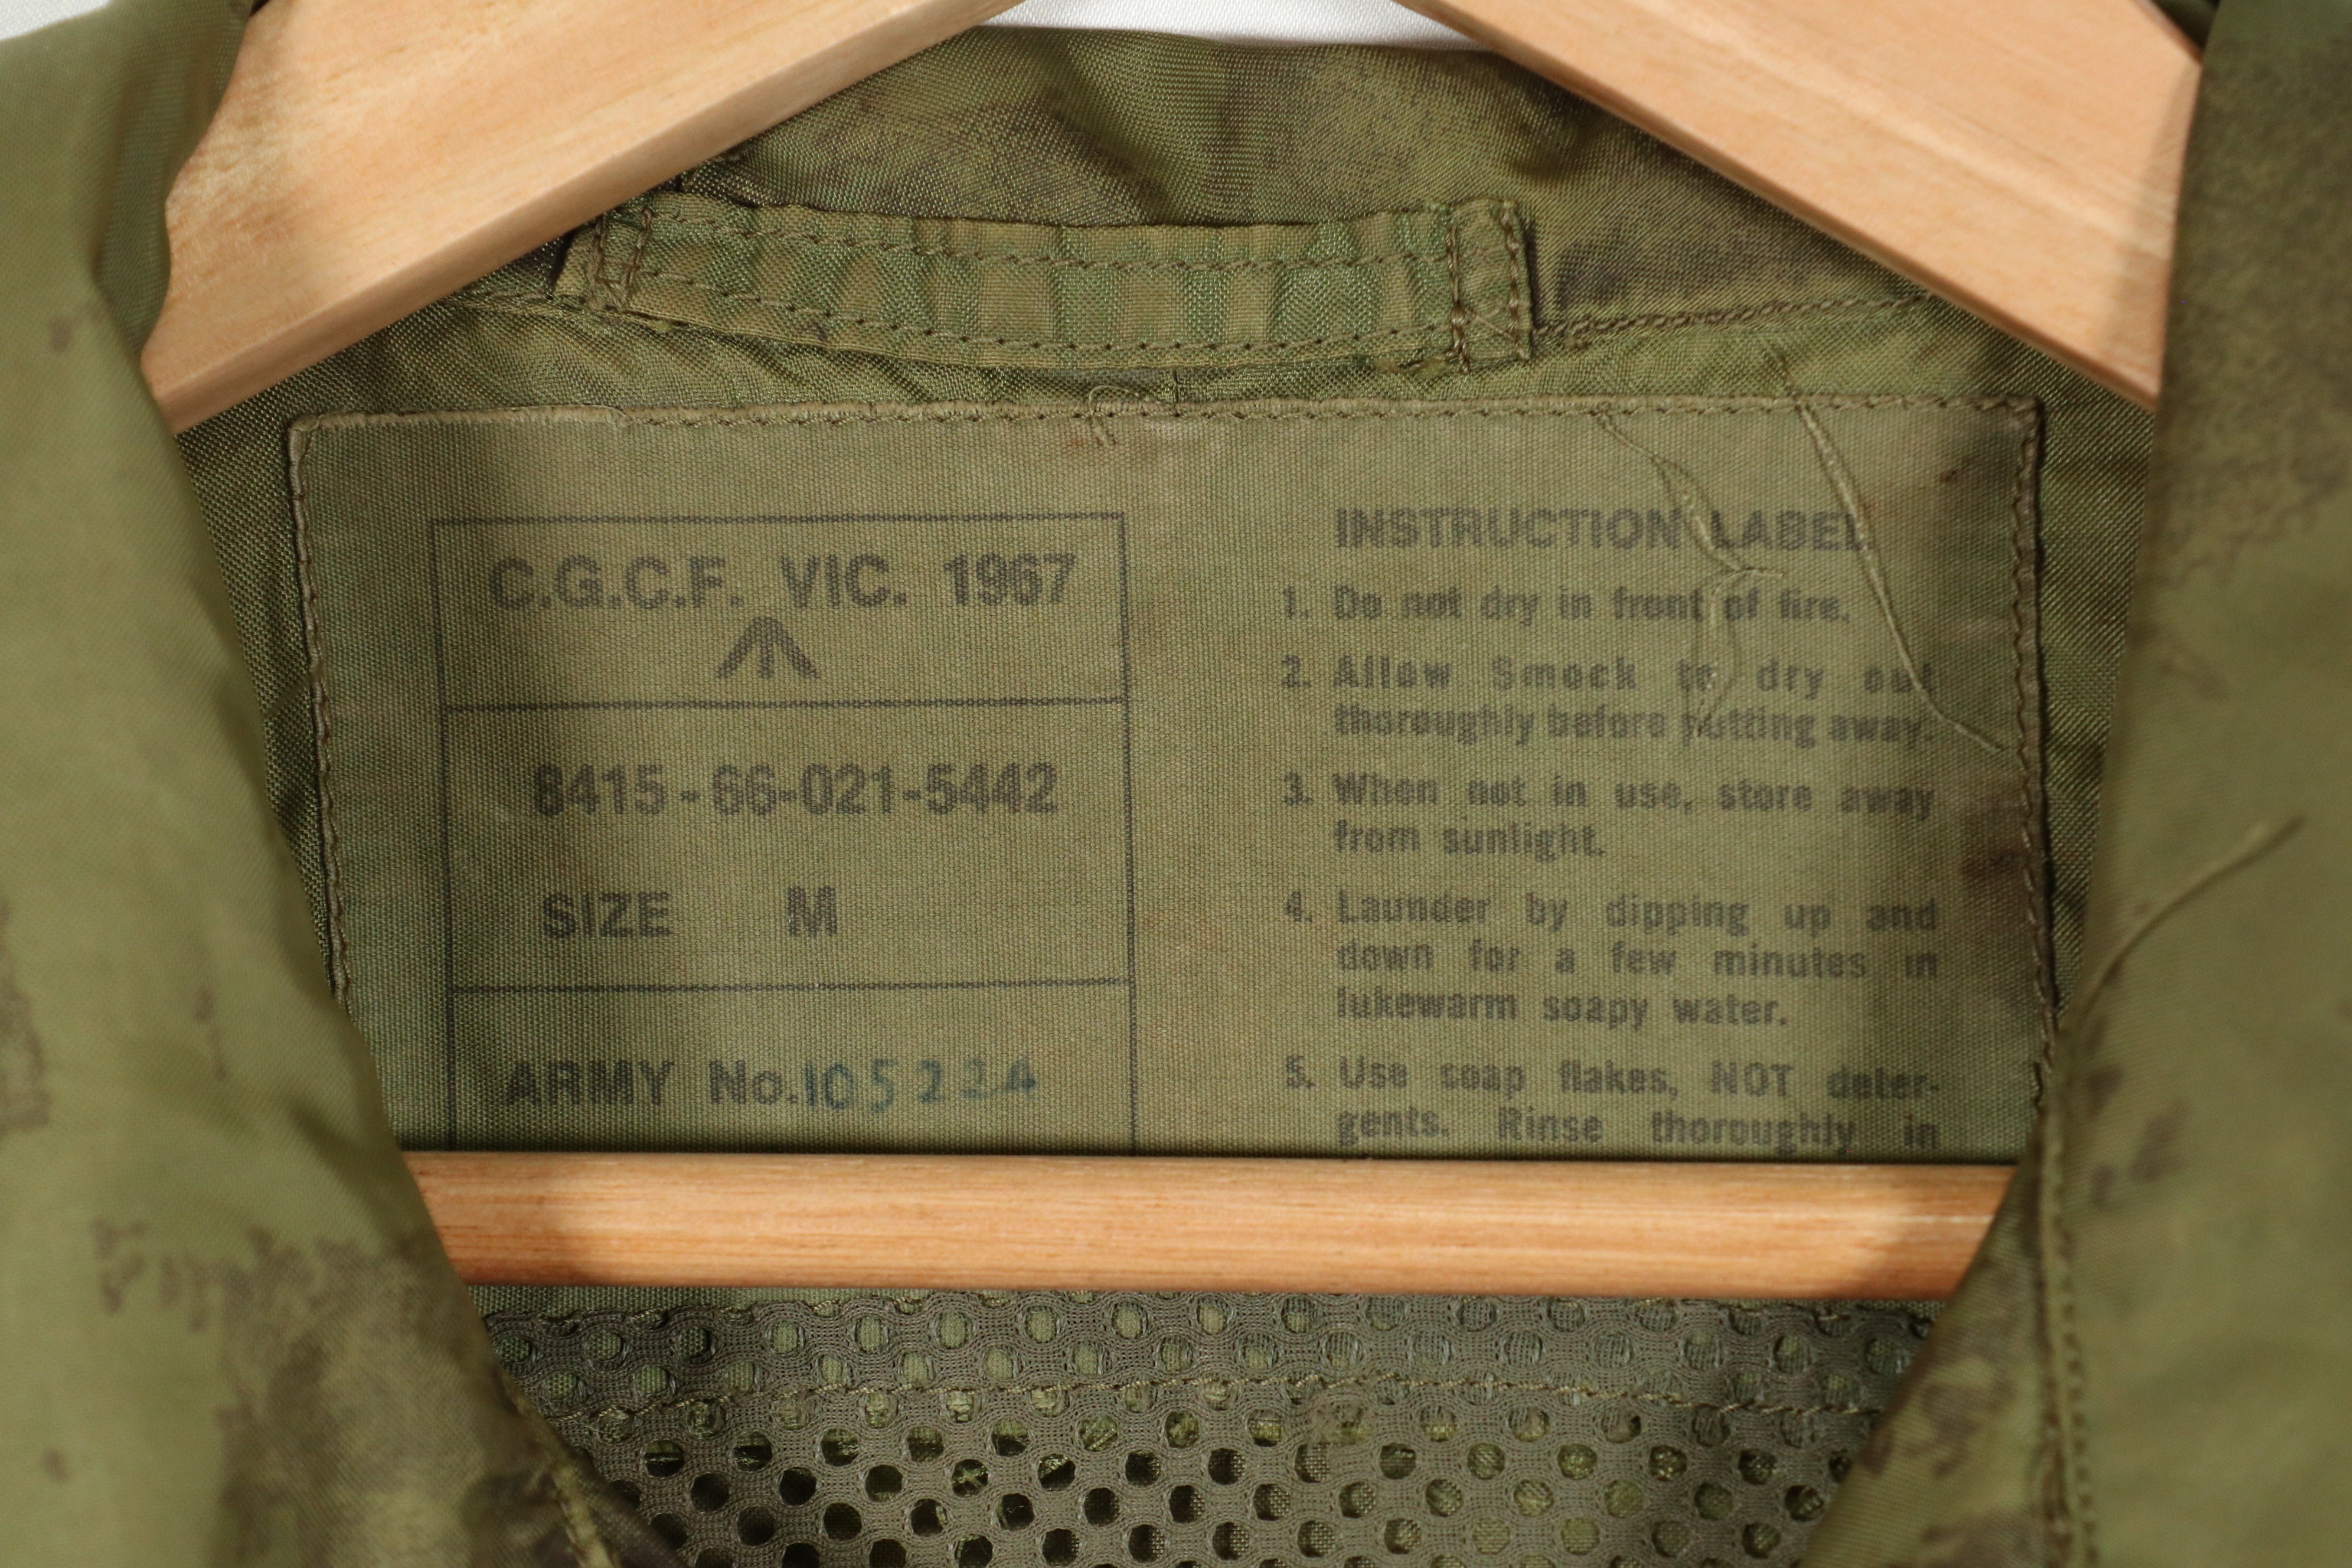 C.G.C.F. VIC. 1967
8415-66-021-5442
SIZE M
ARMY No. 105224
INSTRUCTION LABEL
1. Do not dry in front of fire.
2. Allow Smock to dry out
thoroughly before putting away.
3. When not in use, store away
from sunlight.
4. Launder by dipping up and
down for a few minutes in
lukewarm soapy water.
5. Use soap flakes, NOT deter-
gents. Rinse thoroughly in